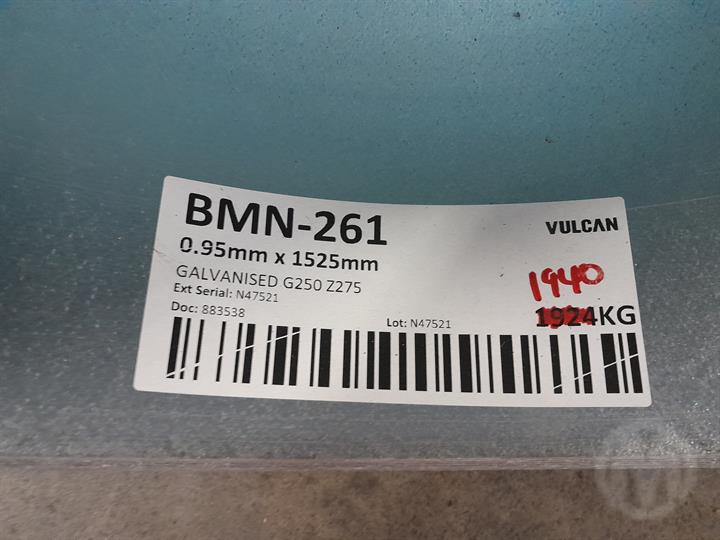 BMN-261
VULCAN
0.95mm x 1525mm
GALVANISED G250 Z275
1940
Ext Serial: N47521
Doc: 883538
Lot: N47521
1924KG